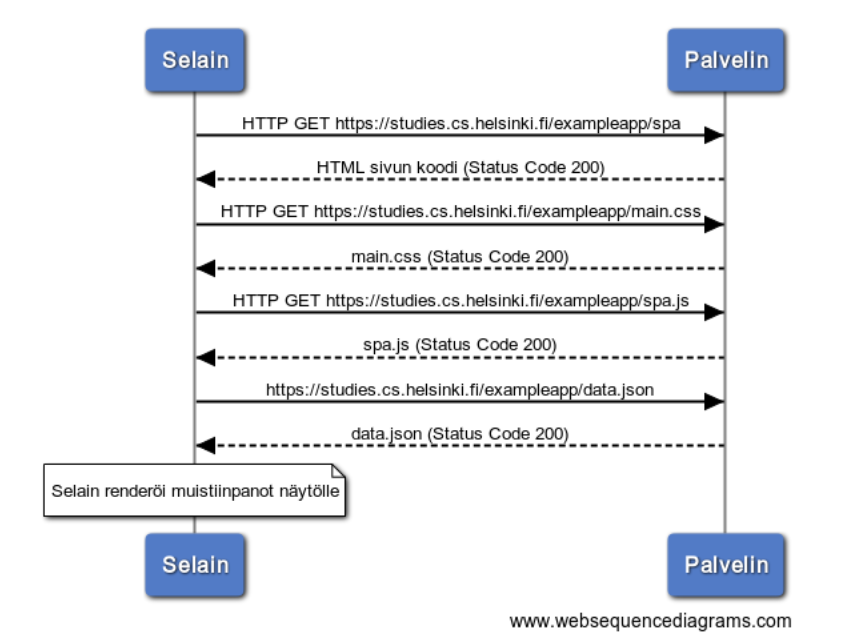 Selain
Palvelin
HTTP GET https://studies.cs.helsinki.fi/exampleapp/spa
HTML sivun koodi (Status Code 200)
HTTP GET https://studies.cs.helsinki.fi/exampleapp/main.css
main.css (Status Code 200)
HTTP GET https://studies.cs.helsinki.fi/exampleapp/spa.js
spa.js (Status Code 200)
https://studies.cs.helsinki.fi/exampleapp/data.json
data.json (Status Code 200)
Selain renderöi muistiinpanot näytölle
Selain
Palvelin
www.websequencediagrams.com